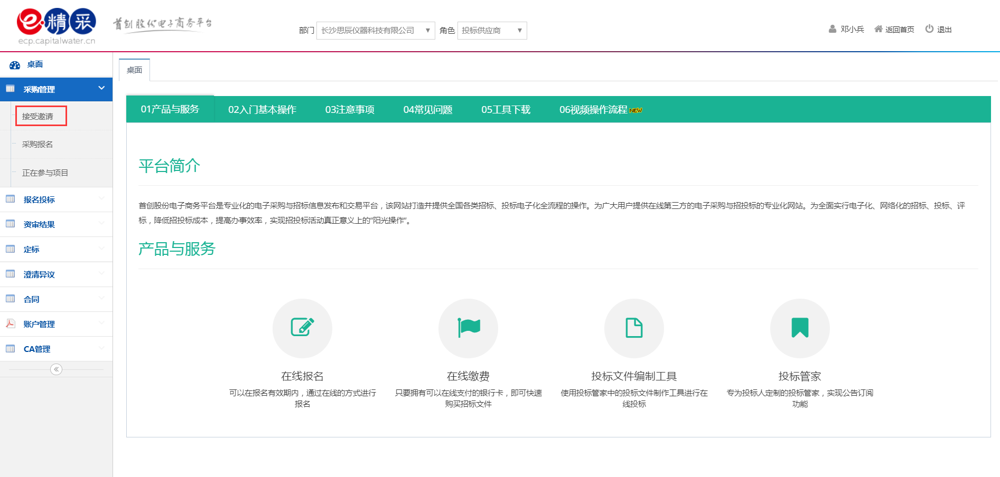 e·精采
首创股份电子商务平台
ecp.capitalwater.cn
部门 长沙思辰仪器科技有限公司 ▼ 角色 投标供应商 ▼
邓小兵 返回首页 退出
桌面
采购管理
接受邀请
采购报名
正在参与项目
报名投标
资审结果
定标
澄清异议
合同
账户管理
CA管理
桌面
01产品与服务 02入门基本操作 03注意事项 04常见问题 05工具下载 06视频操作流程 NEW
平台简介
首创股份电子商务平台是专业化的电子采购与招标信息发布和交易平台，该网站打造并提供全国各类招标、投标电子化全流程的操作。为广大用户提供在线第三方的电子采购与招投标的专业化网站。为全面实行电子化、网络化的招标、投标、评
标，降低招投标成本，提高办事效率，实现招投标活动真正意义上的“阳光操作”。
产品与服务
在线报名
可以在报名有效期内，通过在线的方式进行
报名
在线缴费
只要拥有可以在线支付的银行卡，即可快速
购买招标文件
投标文件编制工具
使用投标管家中的投标文件制作工具进行在
线投标
投标管家
专为投标人定制的投标管家，实现公告订阅
功能